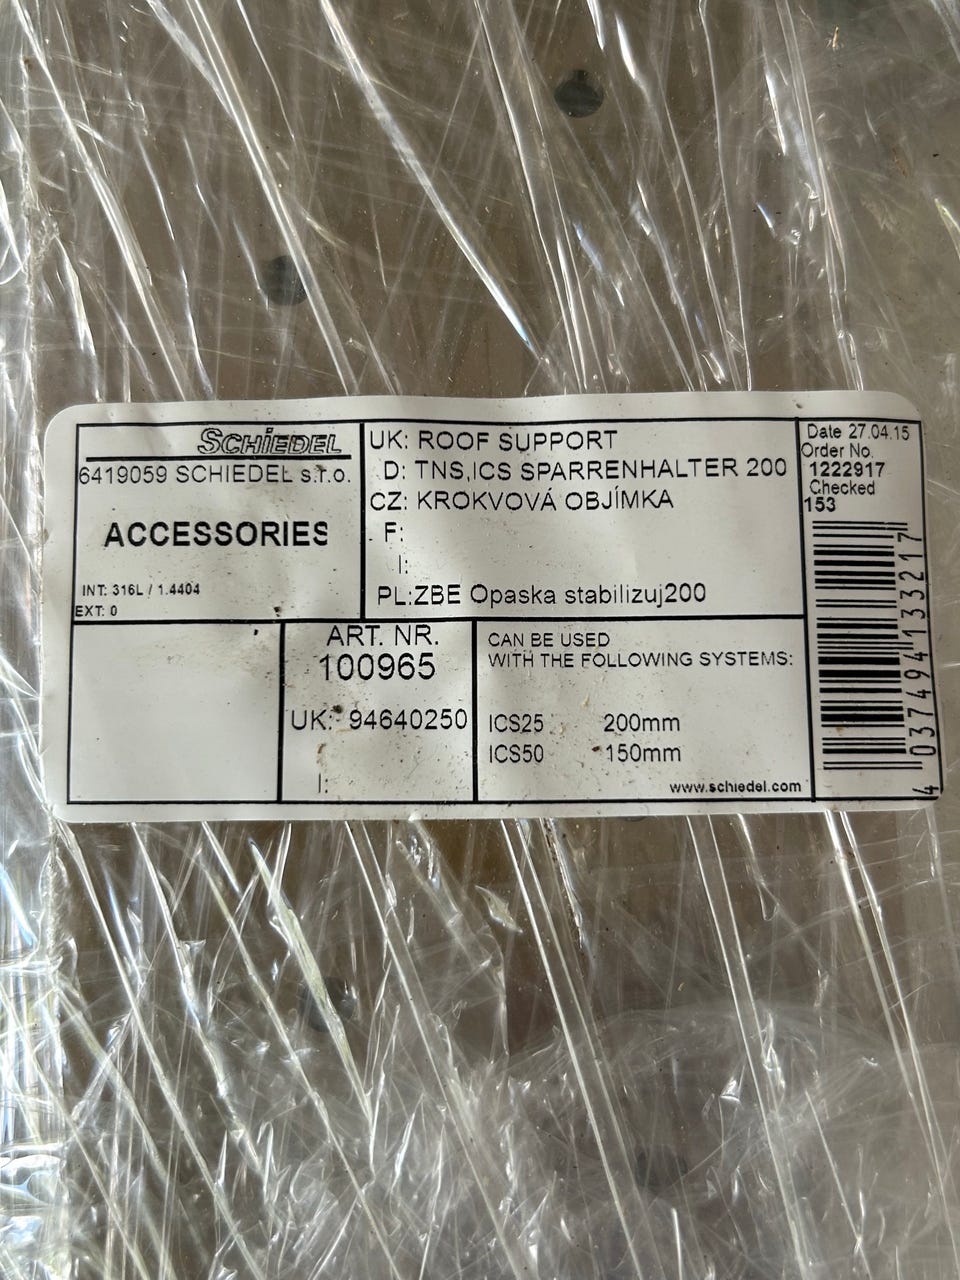 SCHIEDEL
6419059 SCHIEDEL s.r.o.
ACCESSORIES
INT: 316L / 1.4404
EXT: 0
UK: ROOF SUPPORT
D: TNS,ICS SPARRENHALTER 200
CZ: KROKVOVÁ OBJÍMKA
F:
I:
PL:ZBE Opaska stabilizuj200
Date 27.04.15
Order No.
1222917
Checked
153
ART. NR.
100965
UK: 94640250
I:
CAN BE USED
WITH THE FOLLOWING SYSTEMS:
ICS25 200mm
ICS50 150mm
www.schiedel.com
4037494133217